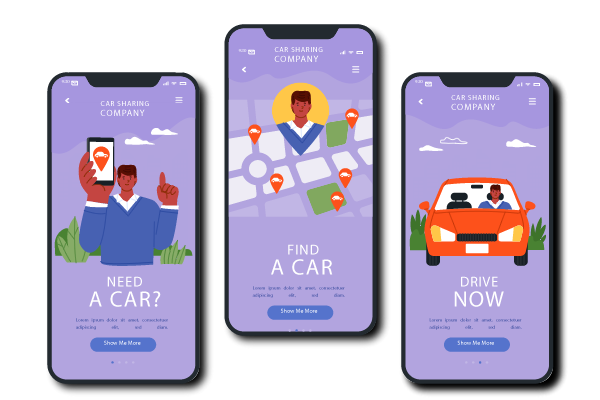 CAR SHARING
COMPANY
NEED
A CAR?
Lorem ipsum dolor sit amet, consectetuer
adipiscing elit, sed diam.
Show Me More
CAR SHARING
COMPANY
FIND
A CAR
Lorem ipsum dolor sit amet, consectetuer
adipiscing elit, sed diam.
Show Me More
CAR SHARING
COMPANY
DRIVE
NOW
Lorem ipsum dolor sit amet, consectetuer
adipiscing elit, sed diam.
Show Me More